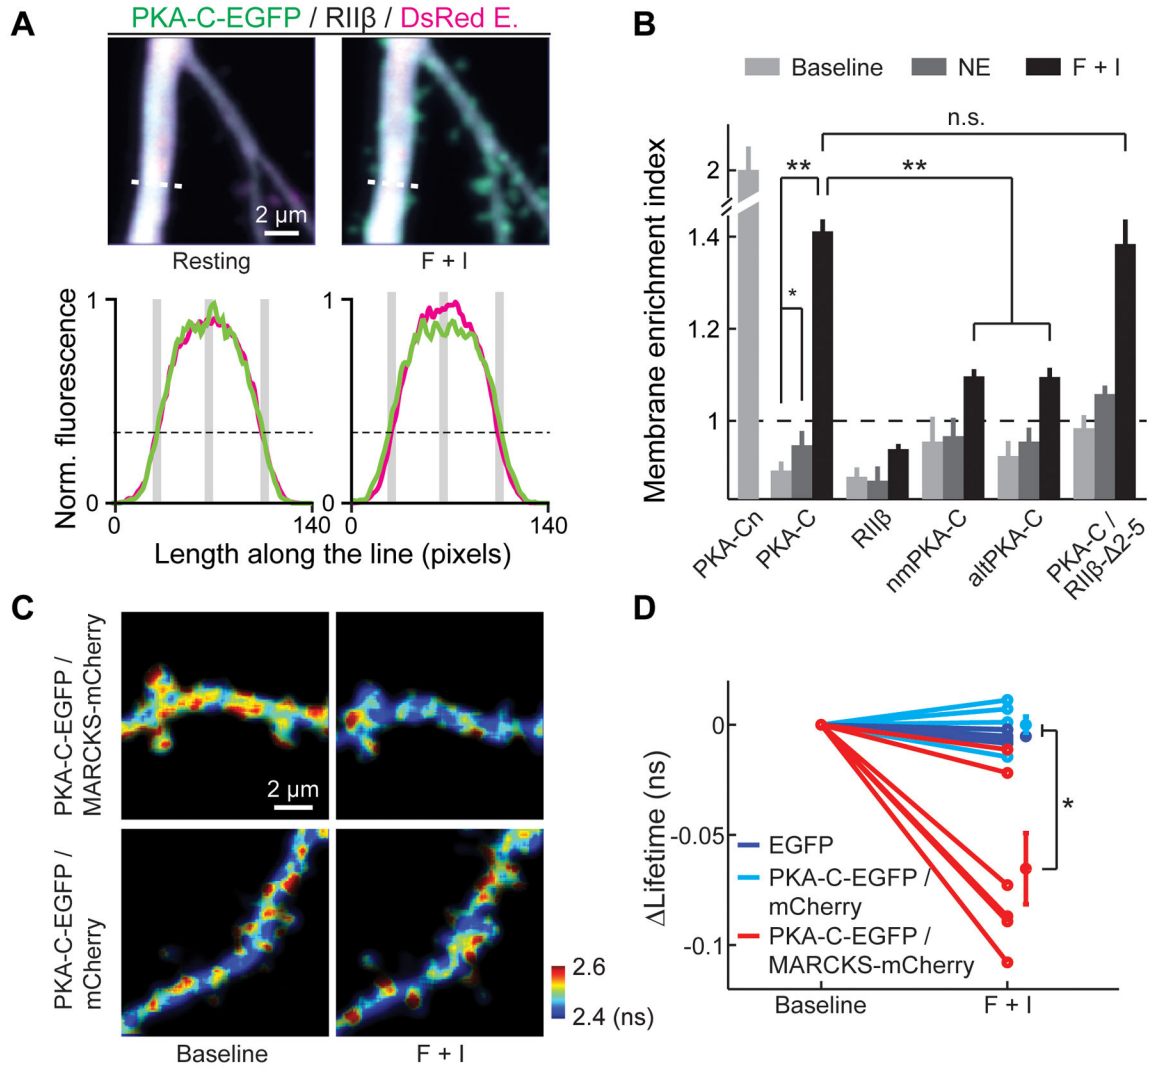 A
PKA-C-EGFP / RIIβ / DsRed E.
2 μm
Resting
F + I
Norm. fluorescence
1
0
0
140
1
0
0
140
Length along the line (pixels)
B
Baseline
NE
F + I
n.s.
**
**
*
Membrane enrichment index
2
1.4
1.2
1
PKA-Cn
PKA-C
RIIβ
nmPKA-C
altPKA-C
PKA-C /
RIIβ-Δ2-5
C
PKA-C-EGFP /
MARCKS-mCherry
2 μm
PKA-C-EGFP /
mCherry
Baseline
F + I
2.6
2.4 (ns)
D
ΔLifetime (ns)
0
-0.05
-0.1
*
EGFP
PKA-C-EGFP /
mCherry
PKA-C-EGFP /
MARCKS-mCherry
Baseline
F + I